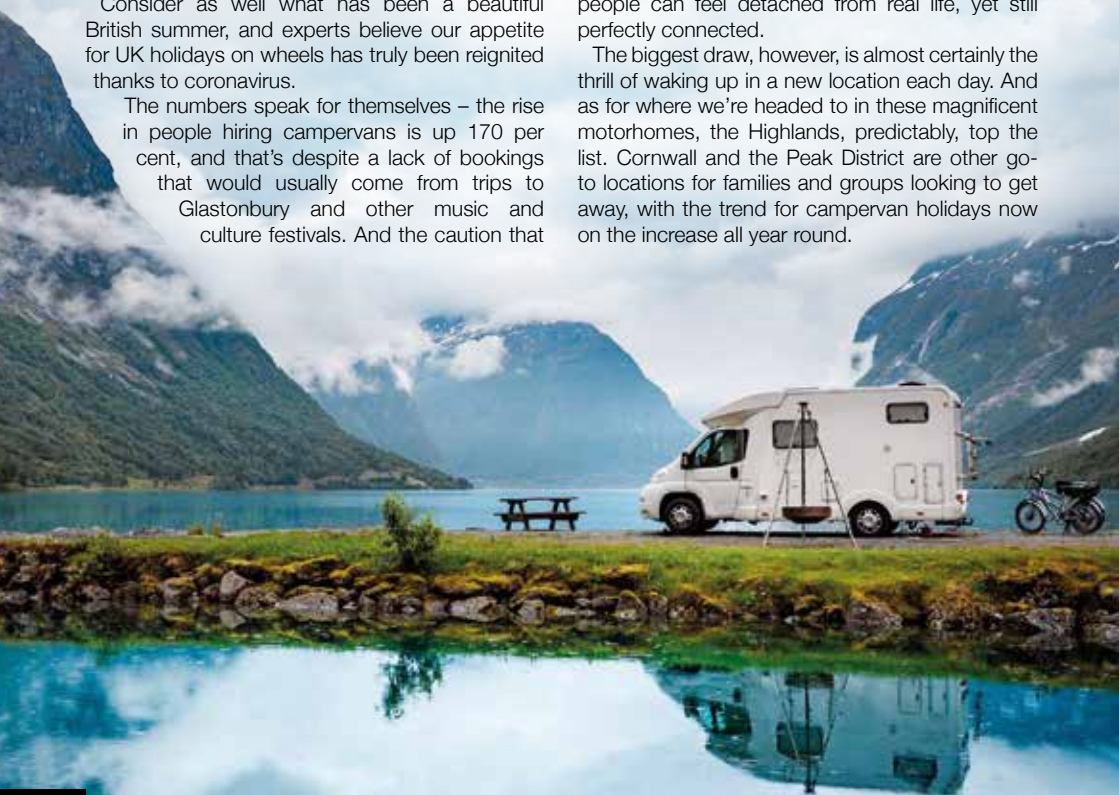 Consider as well what has been a beautiful
British summer, and experts believe our appetite
for UK holidays on wheels has truly been reignited
thanks to coronavirus.
The numbers speak for themselves – the rise
in people hiring campervans is up 170 per
cent, and that's despite a lack of bookings
that would usually come from trips to
Glastonbury and other music and
culture festivals. And the caution that
people can feel detached from real life, yet still
perfectly connected.
The biggest draw, however, is almost certainly the
thrill of waking up in a new location each day. And
as for where we're headed to in these magnificent
motorhomes, the Highlands, predictably, top the
list. Cornwall and the Peak District are other go-
to locations for families and groups looking to get
away, with the trend for campervan holidays now
on the increase all year round.